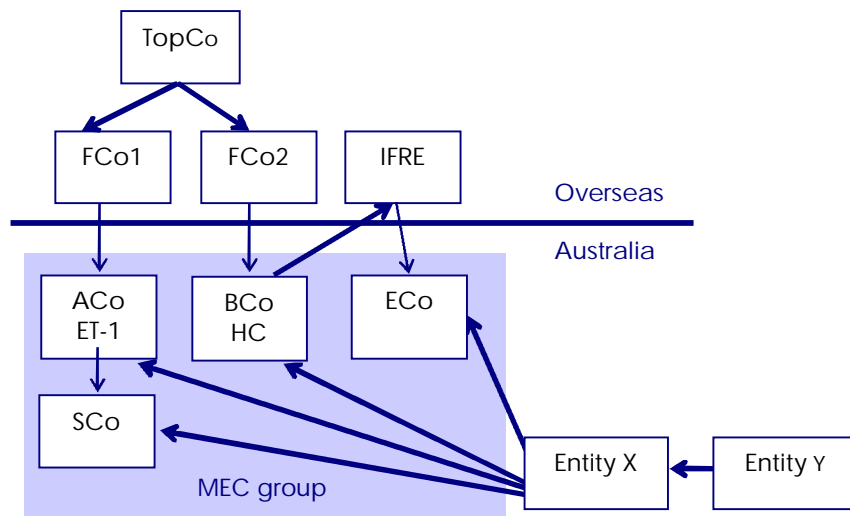 TopCo
FCo1
FCo2
IFRE
Overseas
Australia
ACo
ET-1
BCo
HC
ECo
SCo
Entity X
Entity Y
MEC group